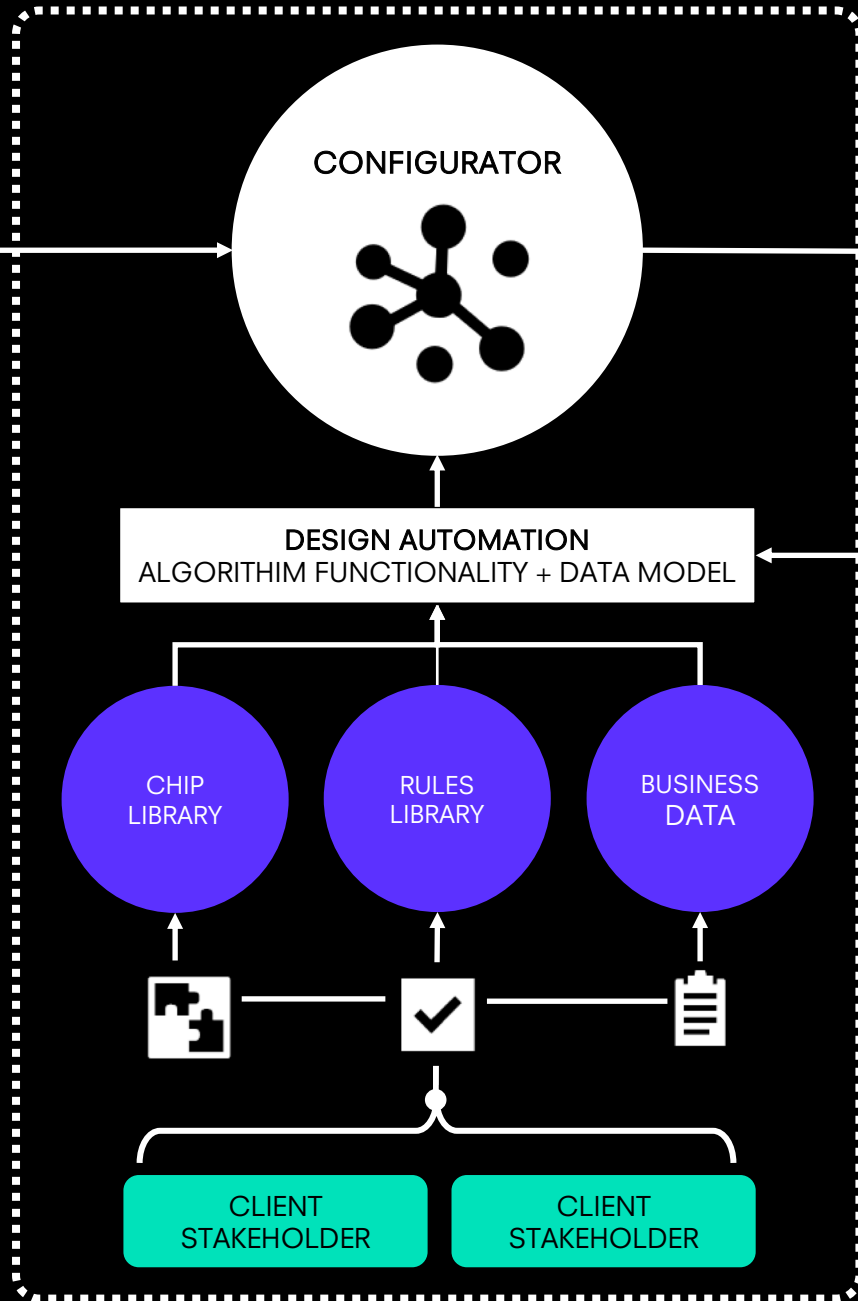 CONFIGURATOR
DESIGN AUTOMATION
ALGORITHIM FUNCTIONALITY + DATA MODEL
CHIP
LIBRARY
RULES
LIBRARY
BUSINESS
DATA
CLIENT
STAKEHOLDER
CLIENT
STAKEHOLDER